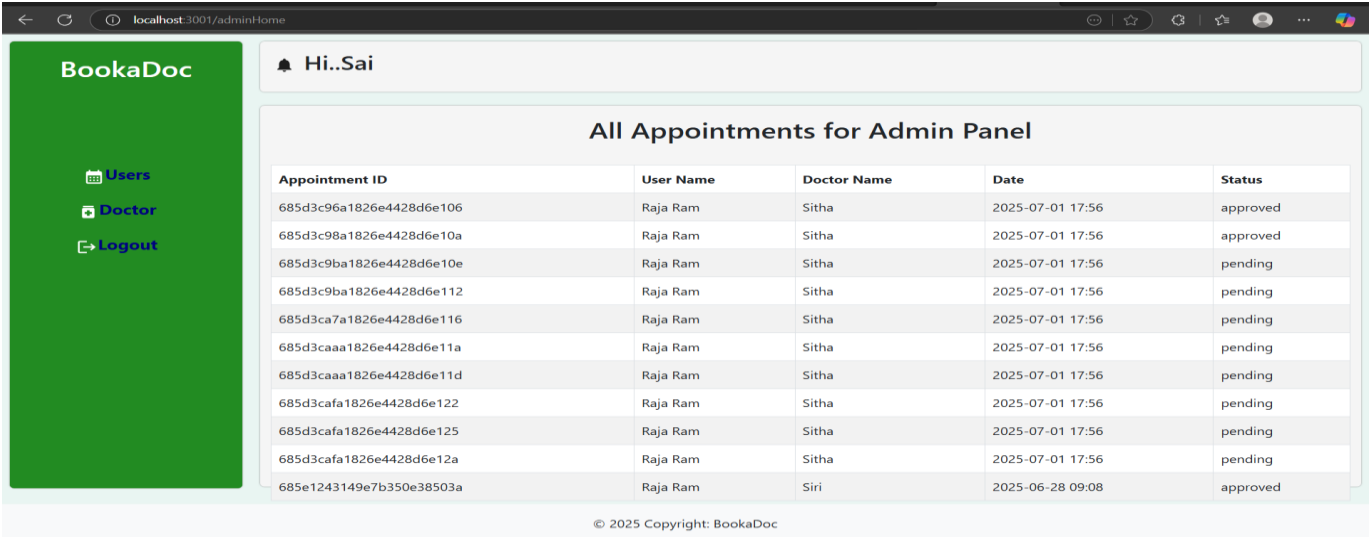 localhost:3001/adminHome
BookaDoc
Hi..Sai
Users
Doctor
Logout
All Appointments for Admin Panel
Appointment ID User Name Doctor Name Date Status
685d3c96a1826e4428d6e106 Raja Ram Sitha 2025-07-01 17:56 approved
685d3c98a1826e4428d6e10a Raja Ram Sitha 2025-07-01 17:56 approved
685d3c9ba1826e4428d6e10e Raja Ram Sitha 2025-07-01 17:56 pending
685d3c9ba1826e4428d6e112 Raja Ram Sitha 2025-07-01 17:56 pending
685d3ca7a1826e4428d6e116 Raja Ram Sitha 2025-07-01 17:56 pending
685d3caaa1826e4428d6e11a Raja Ram Sitha 2025-07-01 17:56 pending
685d3caaa1826e4428d6e11d Raja Ram Sitha 2025-07-01 17:56 pending
685d3cafa1826e4428d6e122 Raja Ram Sitha 2025-07-01 17:56 pending
685d3cafa1826e4428d6e125 Raja Ram Sitha 2025-07-01 17:56 pending
685d3cafa1826e4428d6e12a Raja Ram Sitha 2025-07-01 17:56 pending
685e1243149e7b350e38503a Raja Ram Siri 2025-06-28 09:08 approved
© 2025 Copyright: BookaDoc